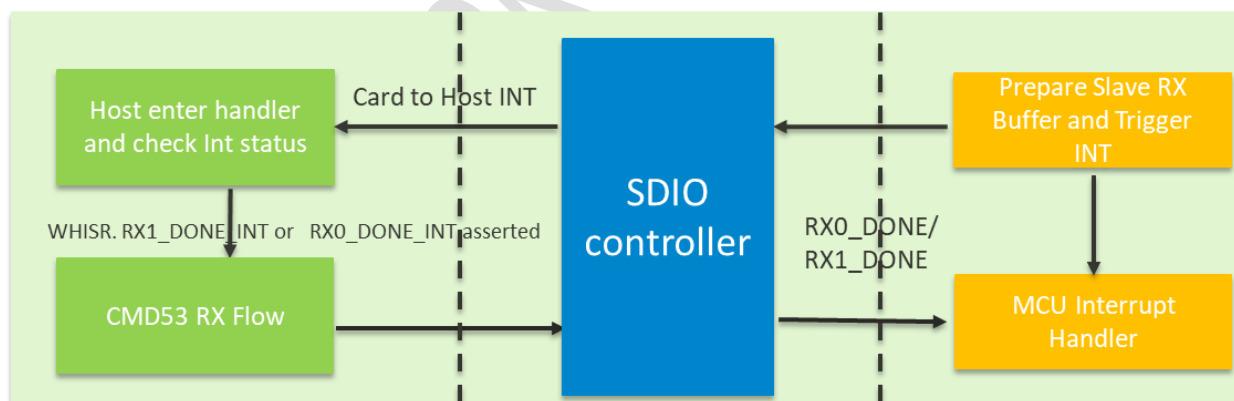 Host enter handler
and check Int status
Card to Host INT
WHISR. RX1_DONE_INT or RX0_DONE_INT asserted
CMD53 RX Flow
SDIO
controller
Prepare Slave RX
Buffer and Trigger
INT
RX0_DONE/
RX1_DONE
MCU Interrupt
Handler